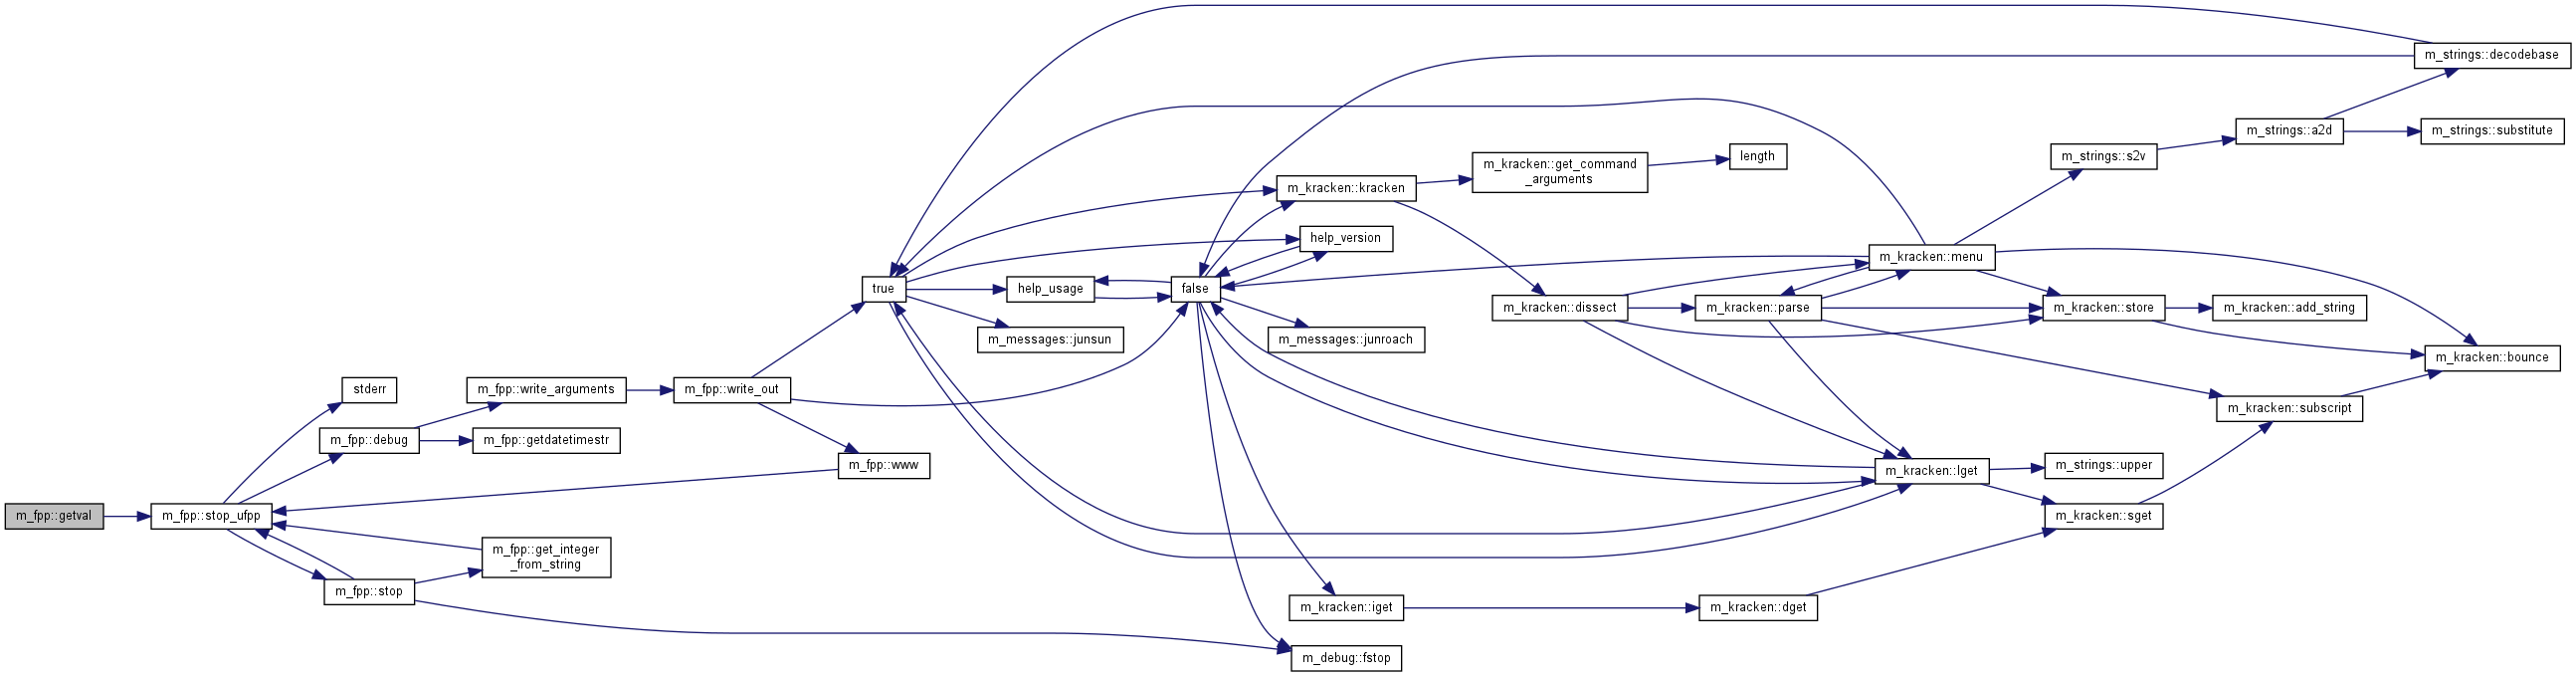 m_strings::decodebase
m_strings::a2d
m_strings::substitute
m_strings::s2v
m_kracken::get_command
_arguments
length
m_kracken::kracken
help_version
m_kracken::menu
true
help_usage
false
m_kracken::dissect
m_kracken::parse
m_kracken::store
m_kracken::add_string
m_messages::junsun
m_messages::junroach
m_kracken::bounce
stderr
m_fpp::write_arguments
m_fpp::write_out
m_kracken::subscript
m_fpp::debug
m_fpp::getdatetimestr
m_fpp::www
m_kracken::lget
m_strings::upper
m_fpp::getval
m_fpp::stop_ufpp
m_kracken::sget
m_fpp::get_integer
_from_string
m_fpp::stop
m_kracken::iget
m_kracken::dget
m_debug::fstop